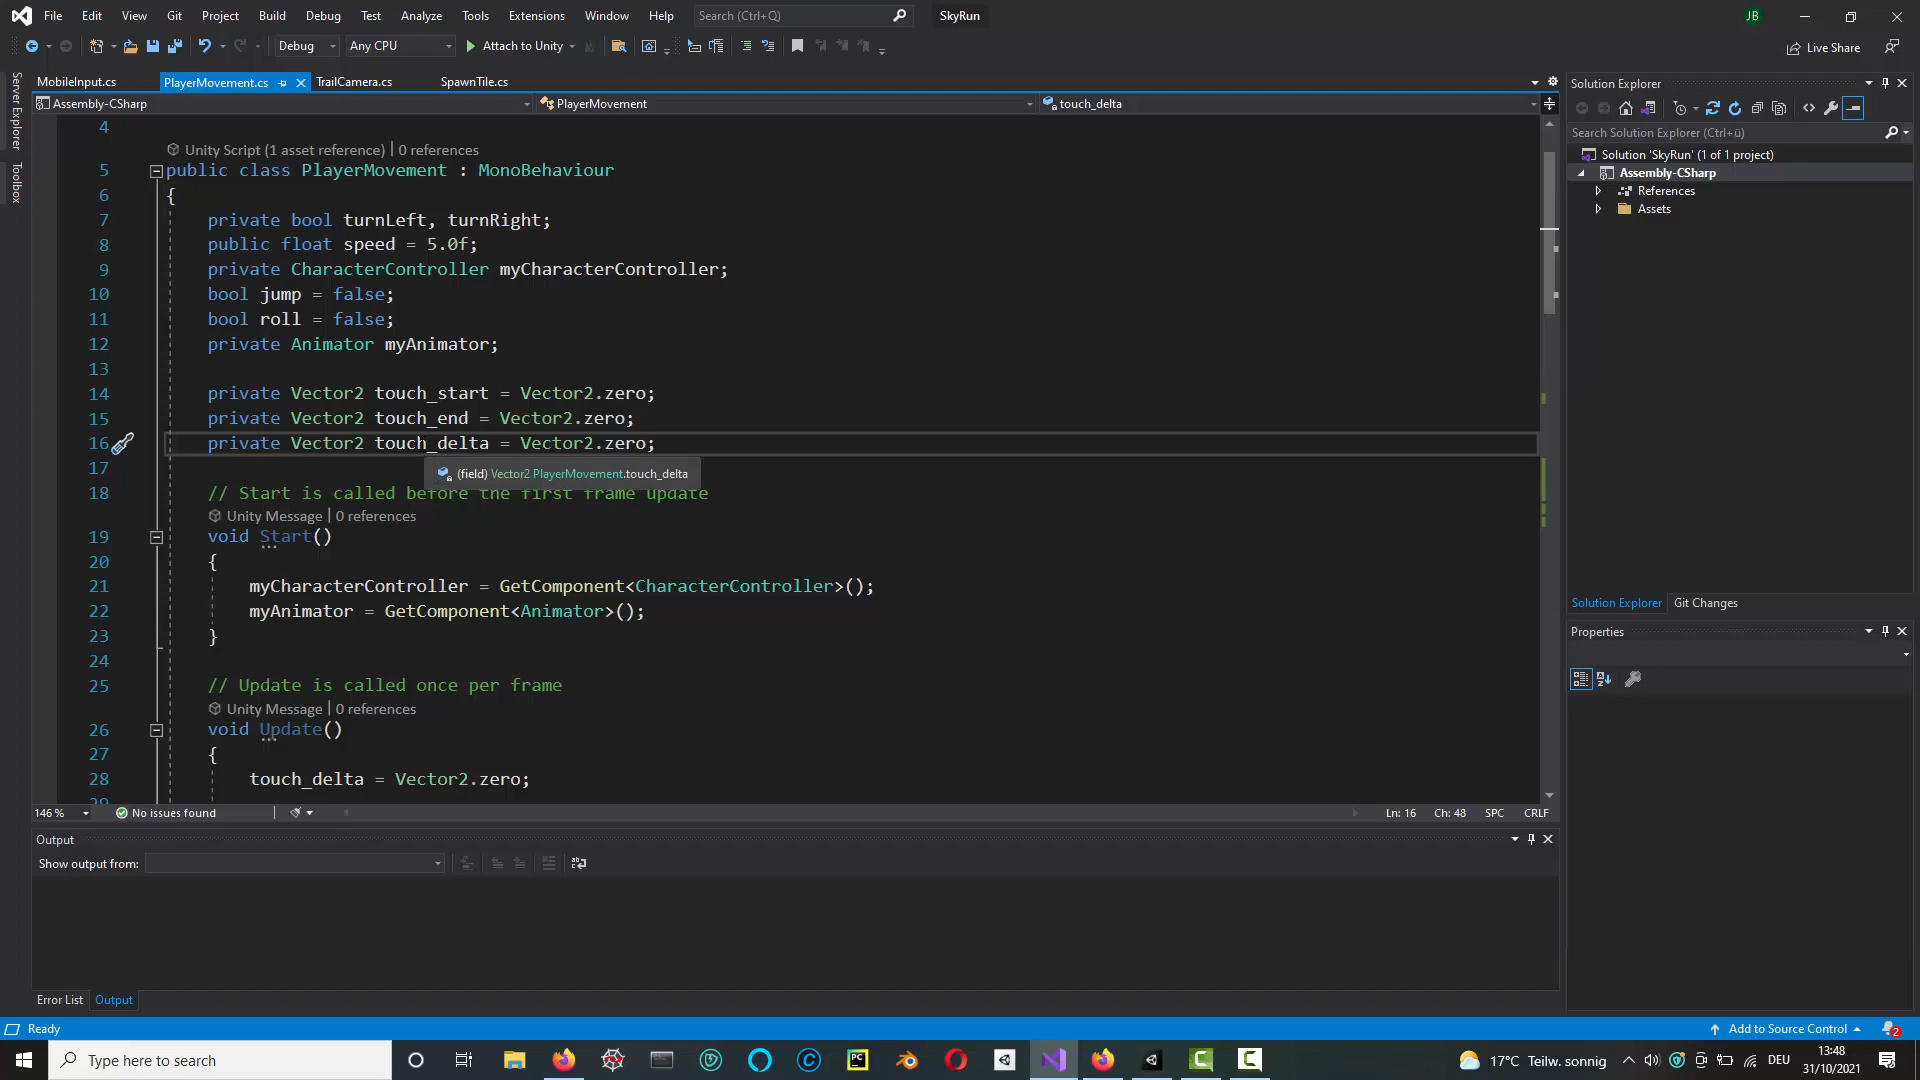 File Edit View Git Project Build Debug Test Analyze Tools Extensions Window Help Search (Ctrl+Q) SkyRun JB
Debug Any CPU Attach to Unity Live Share
MobileInput.cs PlayerMovement.cs TrailCamera.cs SpawnTile.cs
Assembly-CSharp PlayerMovement touch_delta
Server Explorer
Toolbox
4
Unity Script (1 asset reference) | 0 references
5 public class PlayerMovement : MonoBehaviour
6 {
7 private bool turnLeft, turnRight;
8 public float speed = 5.0f;
9 private CharacterController myCharacterController;
10 bool jump = false;
11 bool roll = false;
12 private Animator myAnimator;
13
14 private Vector2 touch_start = Vector2.zero;
15 private Vector2 touch_end = Vector2.zero;
16 private Vector2 touch_delta = Vector2.zero;
17 (field) Vector2 PlayerMovement.touch_delta
18 // Start is called before the first frame update
Unity Message | 0 references
19 void Start()
20 {
21 myCharacterController = GetComponent<CharacterController>();
22 myAnimator = GetComponent<Animator>();
23 }
24
25 // Update is called once per frame
Unity Message | 0 references
26 void Update()
27 {
28 touch_delta = Vector2.zero;
29
146 % No issues found Ln: 16 Ch: 48 SPC CRLF
Output
Show output from:
Error List Output
Solution Explorer
Search Solution Explorer (Ctrl+ü)
Solution 'SkyRun' (1 of 1 project)
Assembly-CSharp
References
Assets
Solution Explorer Git Changes
Properties
Ready Add to Source Control 2
Type here to search 17°C Teilw. sonnig DEU 13:48
31/10/2021